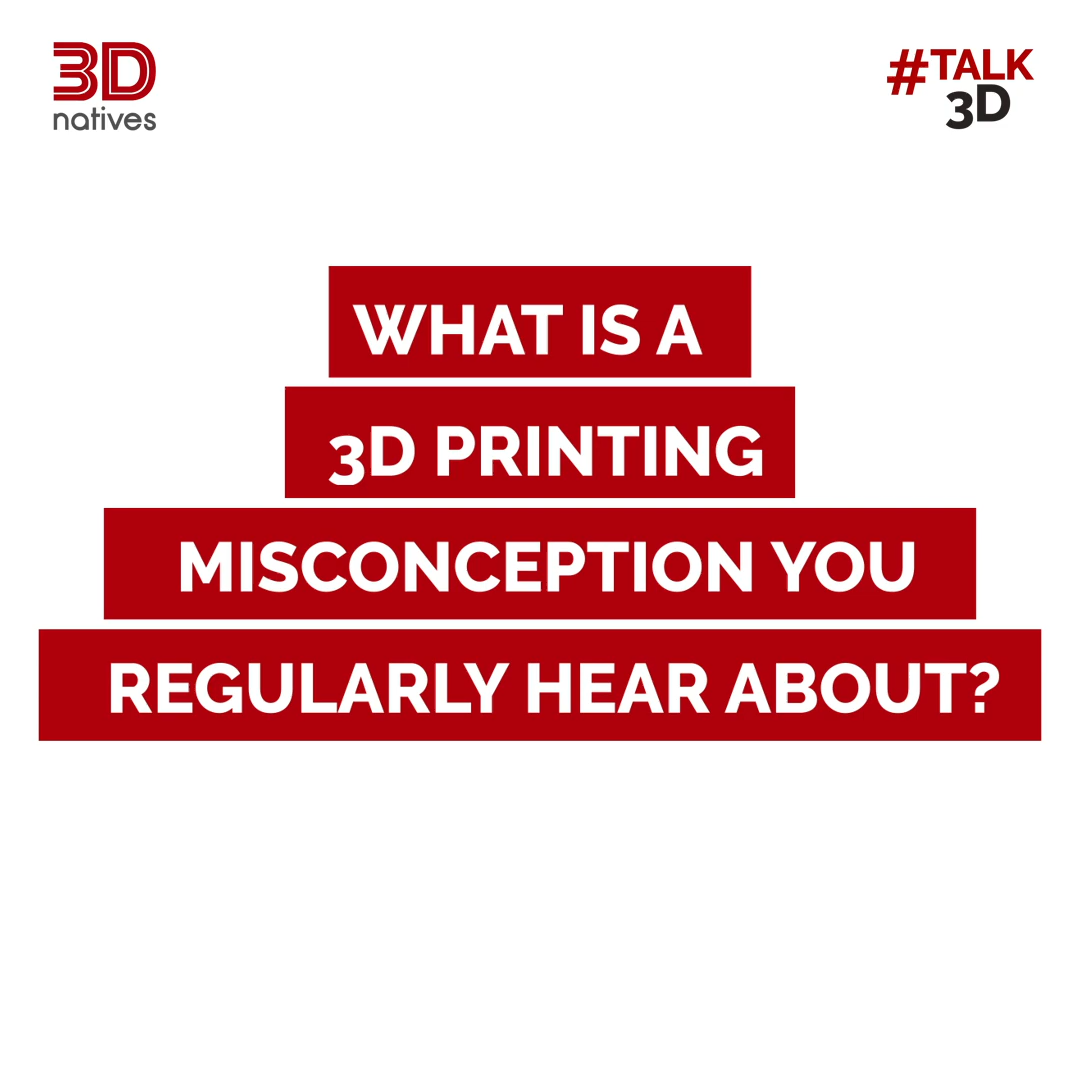 3D
natives
#TALK
3D
WHAT IS A
3D PRINTING
MISCONCEPTION YOU
REGULARLY HEAR ABOUT?